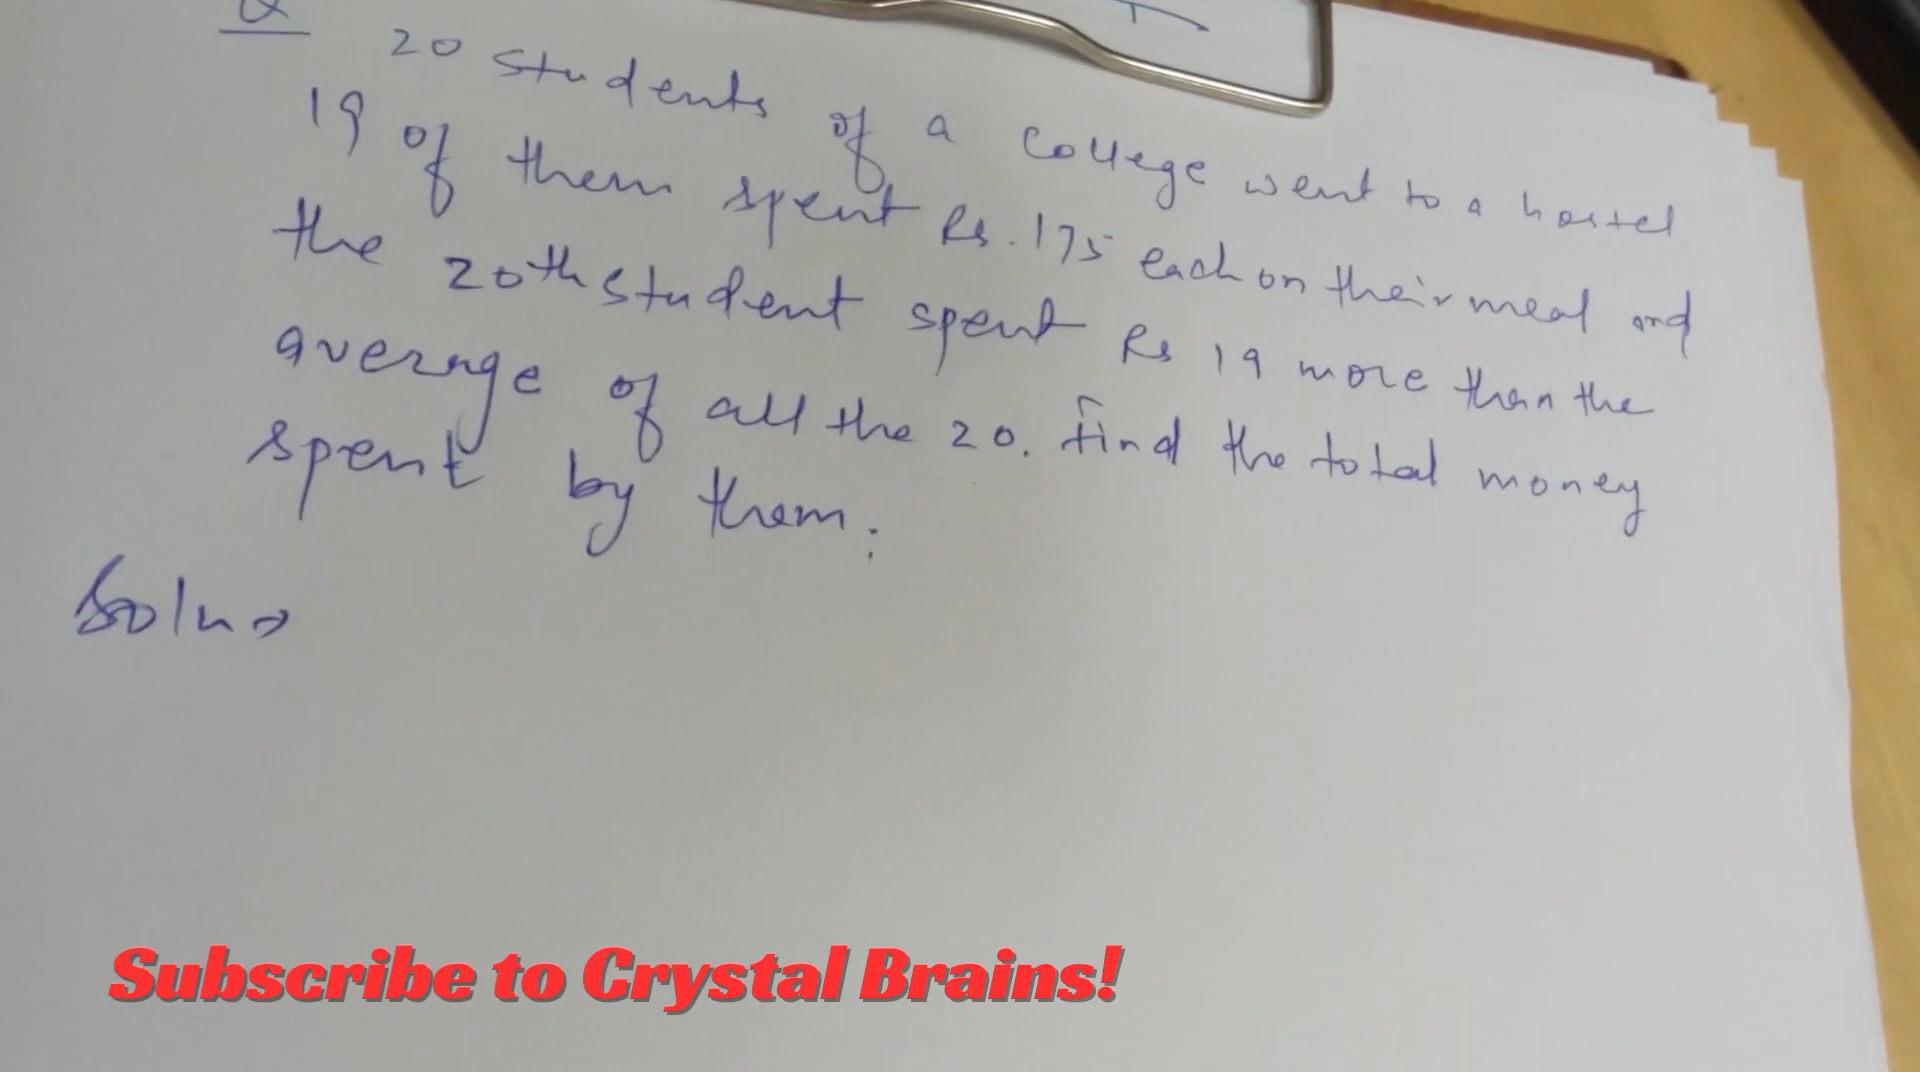 Q
20 students of a college went to a hostel
19 of them spent Rs. 175 each on their meal and
the 20th student spent Rs 19 more than the
average of all the 20. Find the total money
spent by them.
Soln →
Subscribe to Crystal Brains!